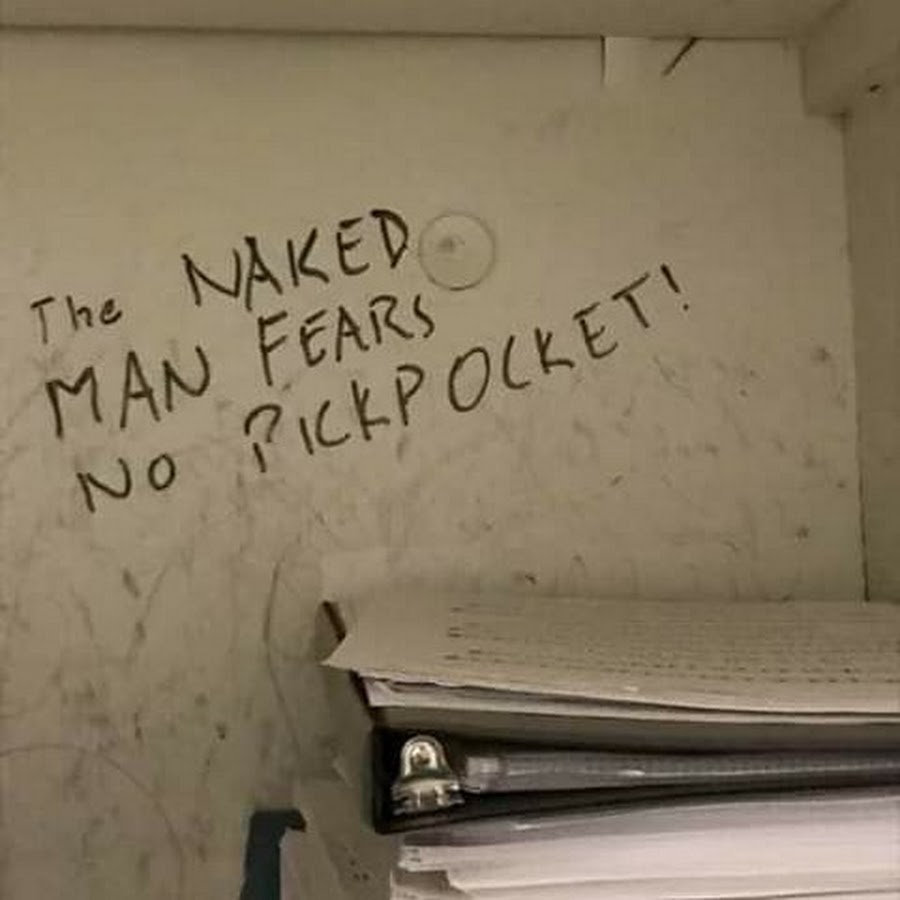 The NAKED
MAN FEARS
NO PICKPOCKET!